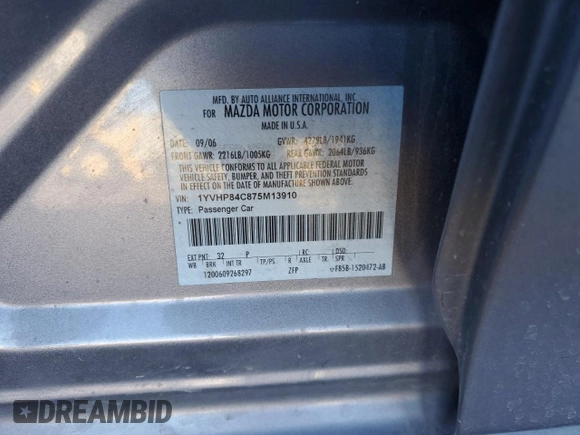 MFD. BY AUTO ALLIANCE INTERNATIONAL, INC.
FOR MAZDA MOTOR CORPORATION
MADE IN U.S.A.
DATE: 09/06 GVWR: 4279LB/1941KG
FRONT GAWR: 2216LB/1005KG REAR GAWR: 2064LB/936KG
THIS VEHICLE CONFORMS TO ALL APPLICABLE FEDERAL MOTOR
VEHICLE SAFETY, BUMPER, AND THEFT PREVENTION STANDARDS
IN EFFECT ON THE DATE OF MANUFACTURE SHOWN ABOVE.
VIN: 1YVHP84C875M13910
TYPE: Passenger Car
EXT PNT: 32 P RC: DSO:
WB BRK INT TR TP/PS R AXLE TR SPR
1200609268297 ZFP F85B-1520472-AB
DREAMBID